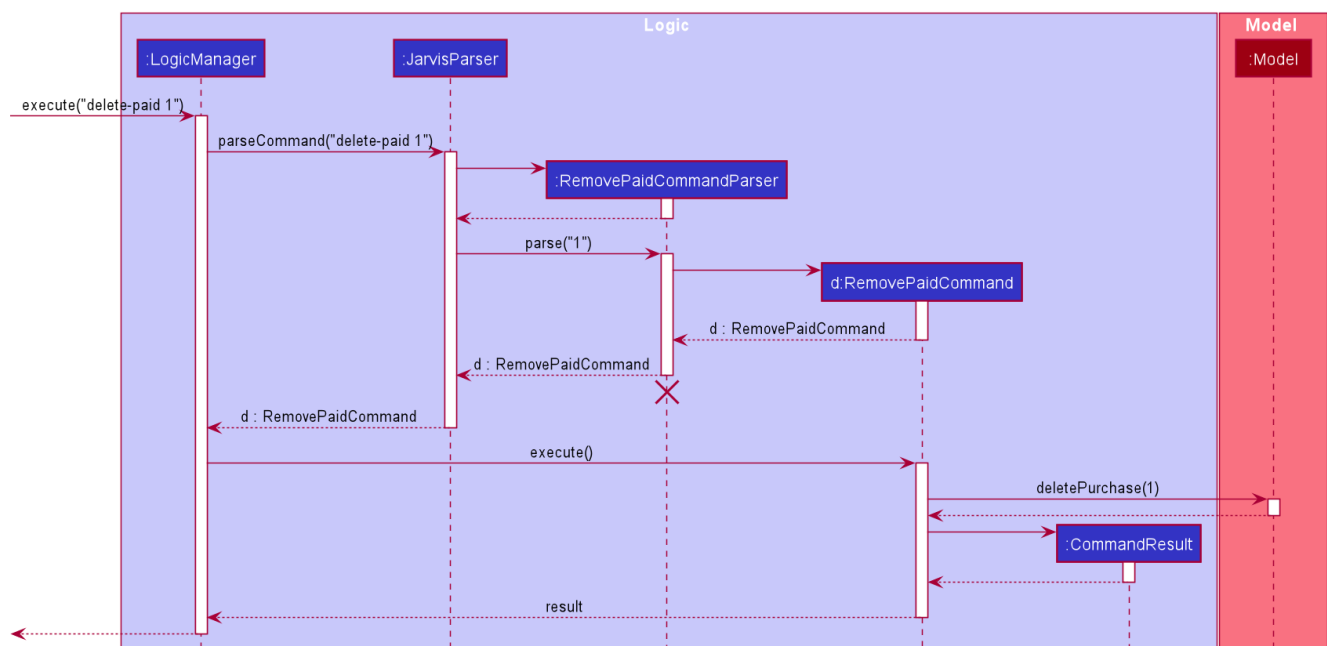 Logic
Model
:LogicManager
:JarvisParser
:Model
execute("delete-paid 1")
parseCommand("delete-paid 1")
:RemovePaidCommandParser
parse("1")
d:RemovePaidCommand
d : RemovePaidCommand
d : RemovePaidCommand
d : RemovePaidCommand
execute()
deletePurchase(1)
:CommandResult
result